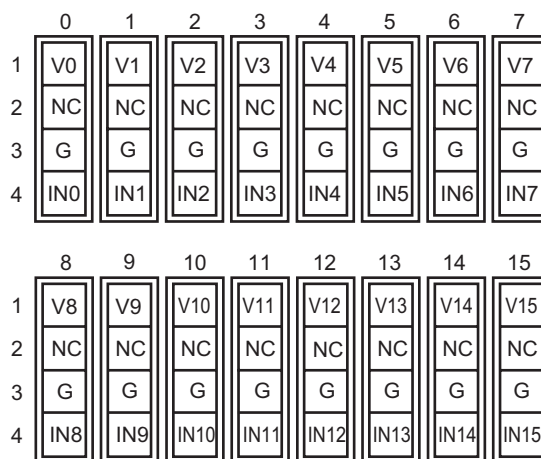 0 1 2 3 4 5 6 7
1 V0 V1 V2 V3 V4 V5 V6 V7
2 NC NC NC NC NC NC NC NC
3 G G G G G G G G
4 IN0 IN1 IN2 IN3 IN4 IN5 IN6 IN7
8 9 10 11 12 13 14 15
1 V8 V9 V10 V11 V12 V13 V14 V15
2 NC NC NC NC NC NC NC NC
3 G G G G G G G G
4 IN8 IN9 IN10 IN11 IN12 IN13 IN14 IN15